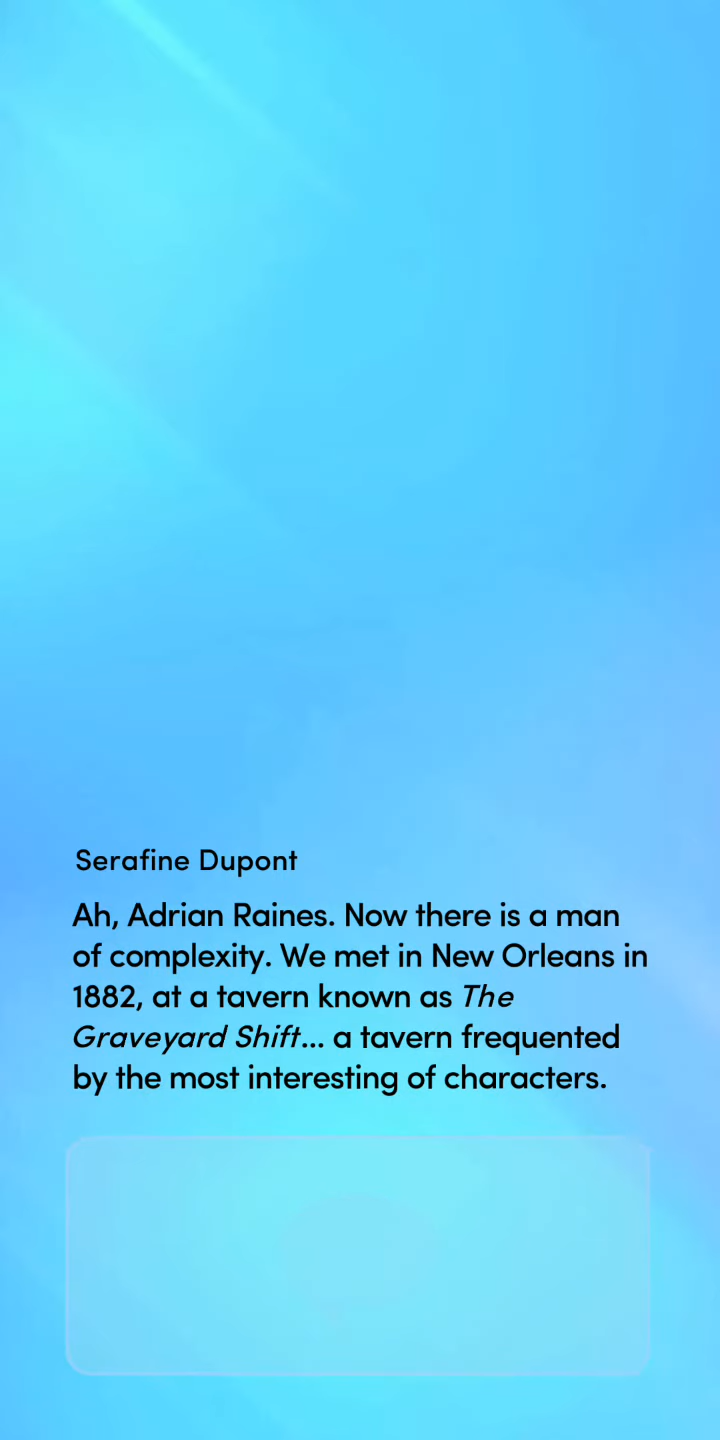 Serafine Dupont
Ah, Adrian Raines. Now there is a man
of complexity. We met in New Orleans in
1882, at a tavern known as The
Graveyard Shift... a tavern frequented
by the most interesting of characters.